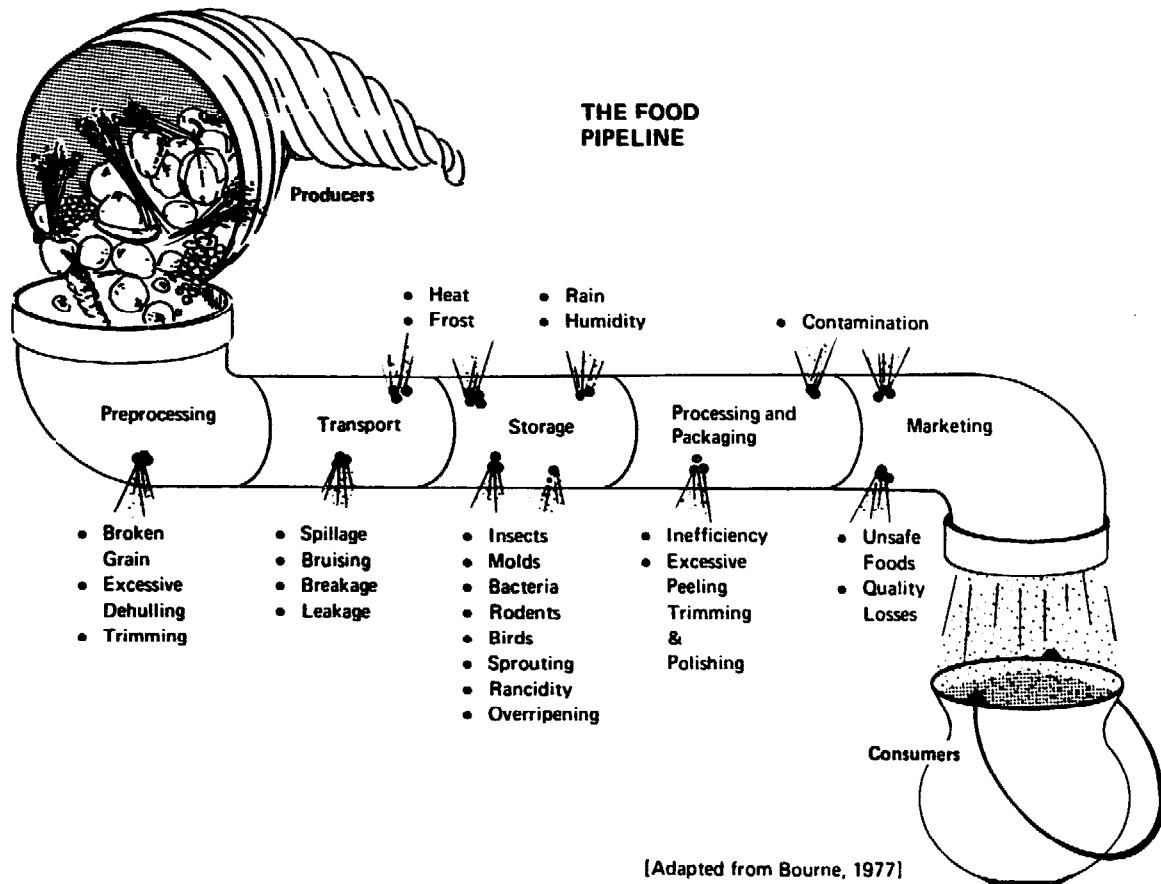 THE FOOD
PIPELINE
Producers
• Heat
• Frost
• Rain
• Humidity
• Contamination
Preprocessing
Transport
Storage
Processing and
Packaging
Marketing
• Broken
Grain
• Excessive
Dehulling
• Trimming
• Spillage
• Bruising
• Breakage
• Leakage
• Insects
• Molds
• Bacteria
• Rodents
• Birds
• Sprouting
• Rancidity
• Overripening
• Inefficiency
• Excessive
Peeling
Trimming
&
Polishing
• Unsafe
Foods
• Quality
Losses
Consumers
[Adapted from Bourne, 1977]